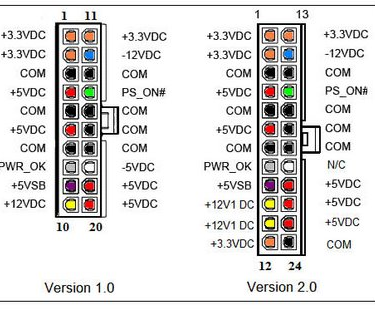 1 11
+3.3VDC +3.3VDC
+3.3VDC -12VDC
COM COM
+5VDC PS_ON#
COM COM
+5VDC COM
COM COM
PWR_OK -5VDC
+5VSB +5VDC
+12VDC +5VDC
10 20
Version 1.0
1 13
+3.3VDC +3.3VDC
+3.3VDC -12VDC
COM COM
+5VDC PS_ON#
COM COM
+5VDC COM
COM COM
PWR_OK N/C
+5VSB +5VDC
+12V1 DC +5VDC
+12V1 DC +5VDC
+3.3VDC COM
12 24
Version 2.0